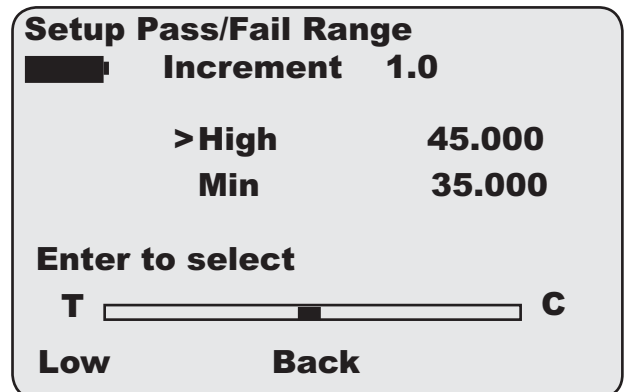 Setup Pass/Fail Range
Increment 1.0
>High 45.000
Min 35.000
Enter to select
T C
Low Back